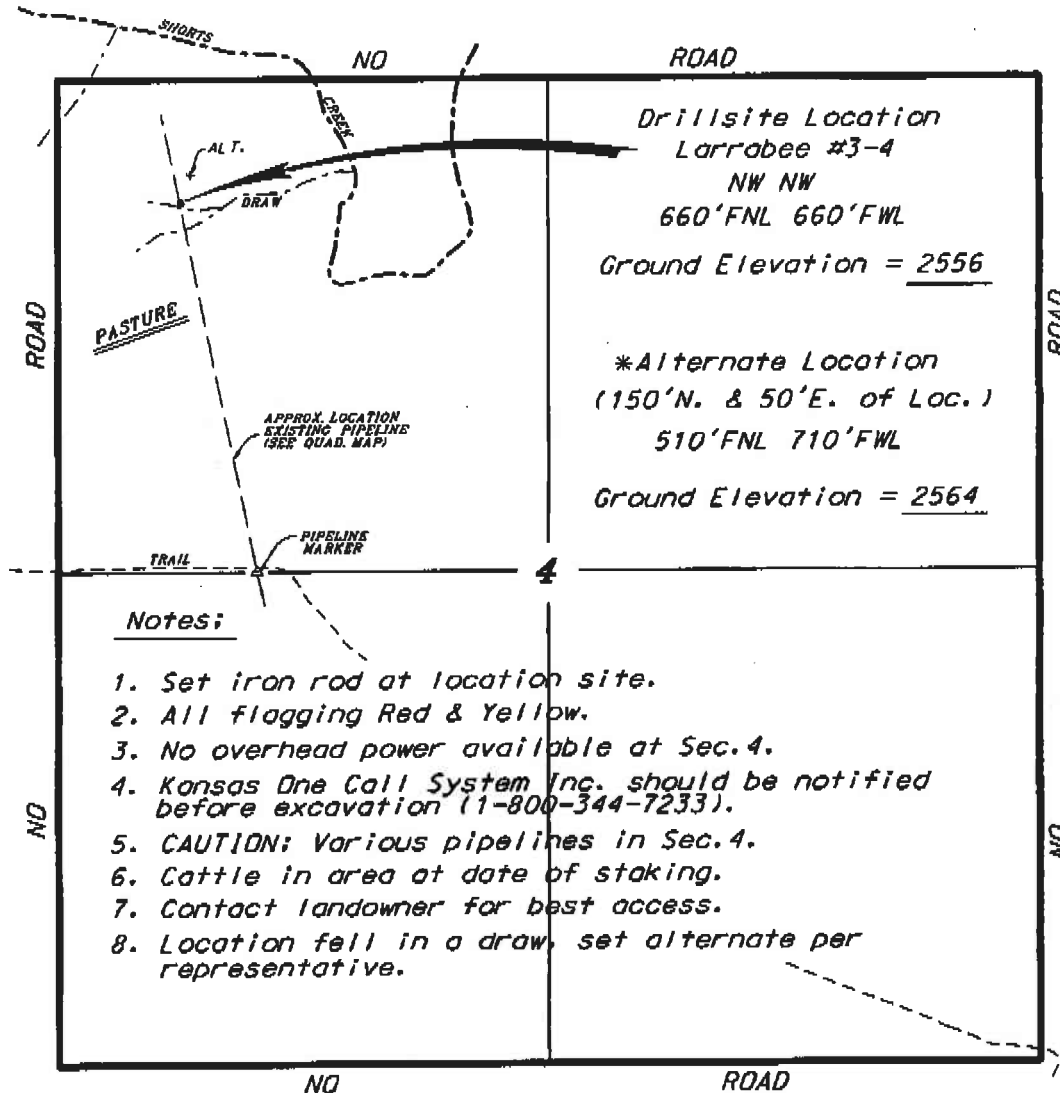 SHORTS
NO ROAD
CREEK
ALT.
DRAW
Drillsite Location
Larrabee #3-4
NW NW
660'FNL 660'FWL
Ground Elevation = 2556
ROAD
ROAD
PASTURE
*Alternate Location
(150'N. & 50'E. of Loc.)
510'FNL 710'FWL
Ground Elevation = 2564
APPROX. LOCATION
EXISTING PIPELINE
(SEE QUAD. MAP)
PIPELINE
MARKER
TRAIL
4
Notes:
1. Set iron rod at location site.
2. All flagging Red & Yellow.
3. No overhead power available at Sec.4.
4. Kansas One Call System Inc. should be notified
before excavation (1-800-344-7233).
5. CAUTION: Various pipelines in Sec.4.
6. Cattle in area at date of staking.
7. Contact landowner for best access.
8. Location fell in a draw, set alternate per
representative.
NO
NO
NO ROAD